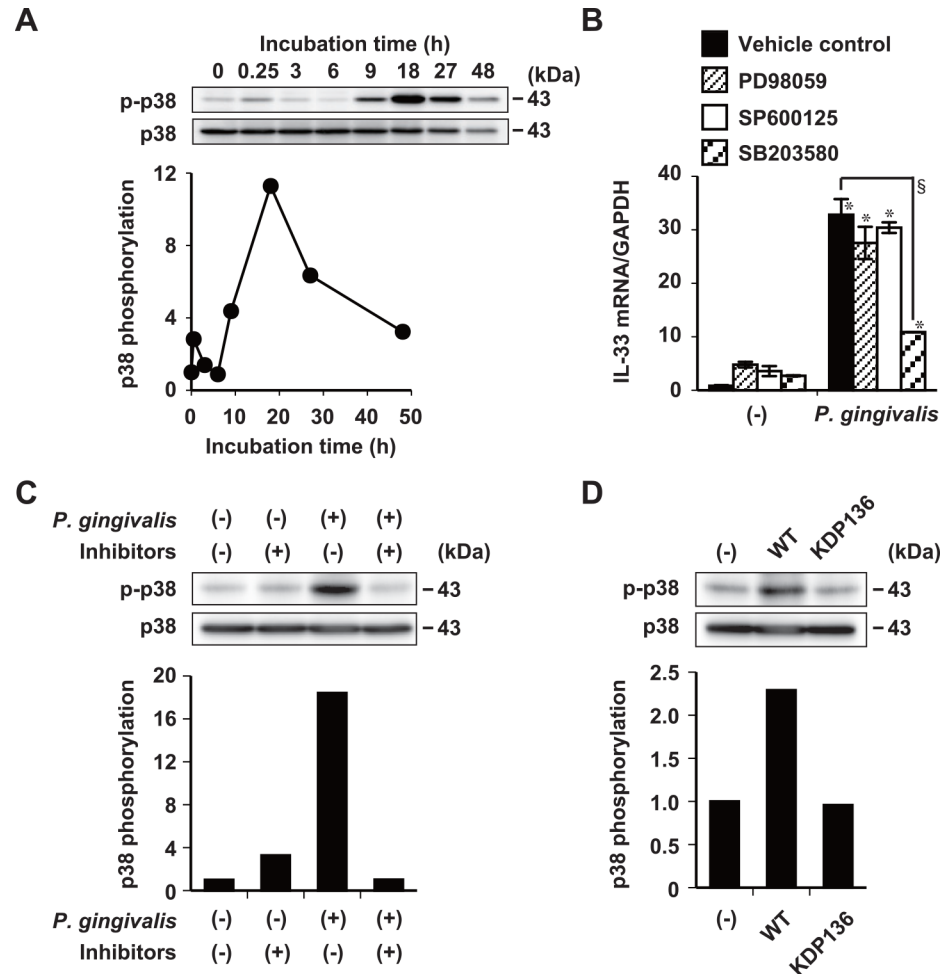 A
Incubation time (h)
0 0.25 3 6 9 18 27 48 (kDa)
p-p38 – 43
p38 – 43
p38 phosphorylation
12
8
4
0
0 10 20 30 40 50
Incubation time (h)
B
Vehicle control
PD98059
SP600125
SB203580
IL-33 mRNA/GAPDH
40
30
20
10
0
§
* * * *
(-) P. gingivalis
C
P. gingivalis (-) (-) (+) (+)
Inhibitors (-) (+) (-) (+) (kDa)
p-p38 – 43
p38 – 43
p38 phosphorylation
20
16
12
8
4
0
P. gingivalis (-) (-) (+) (+)
Inhibitors (-) (+) (-) (+)
D
(-) WT KDP136 (kDa)
p-p38 – 43
p38 – 43
p38 phosphorylation
2.5
2.0
1.5
1.0
0.5
0
(-) WT KDP136